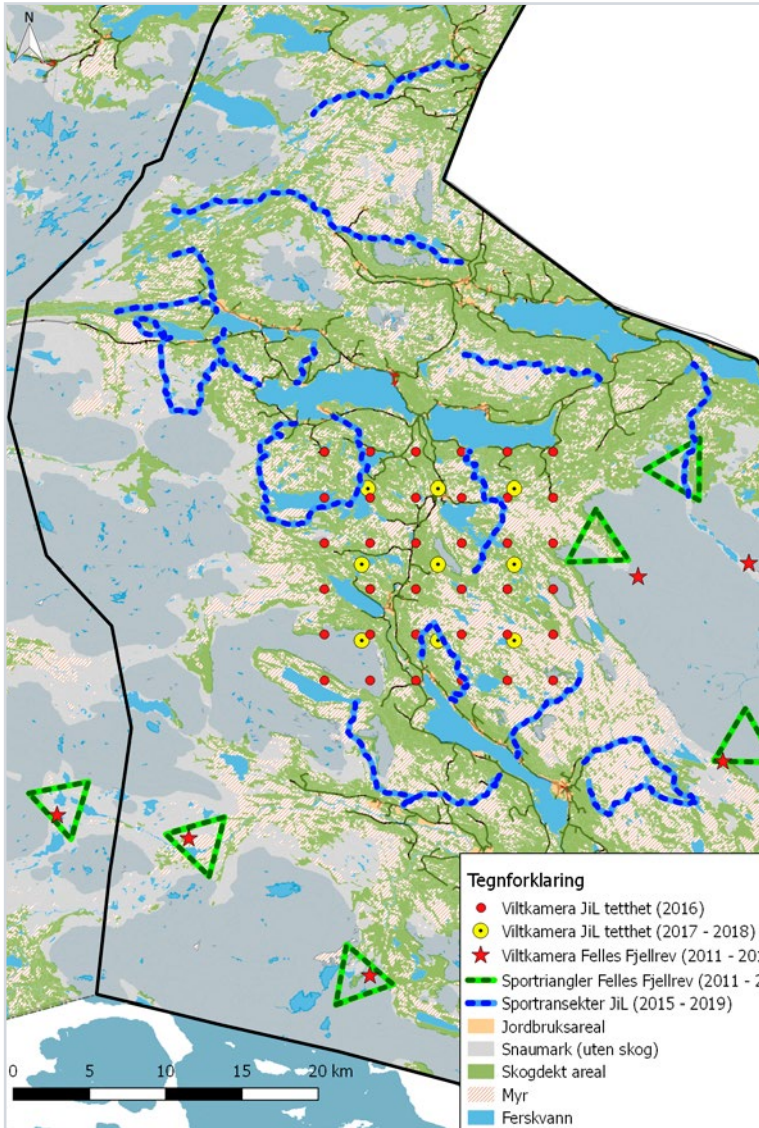 N
Tegnforklaring
Viltkamera JiL tetthet (2016)
Viltkamera JiL tetthet (2017 - 2018)
Viltkamera Felles Fjellrev (2011 - 201
Sportriangler Felles Fjellrev (2011 - 2
Sportransekter JiL (2015 - 2019)
Jordbruksareal
Snaumark (uten skog)
Skogdekt areal
Myr
Ferskvann
0 5 10 15 20 km